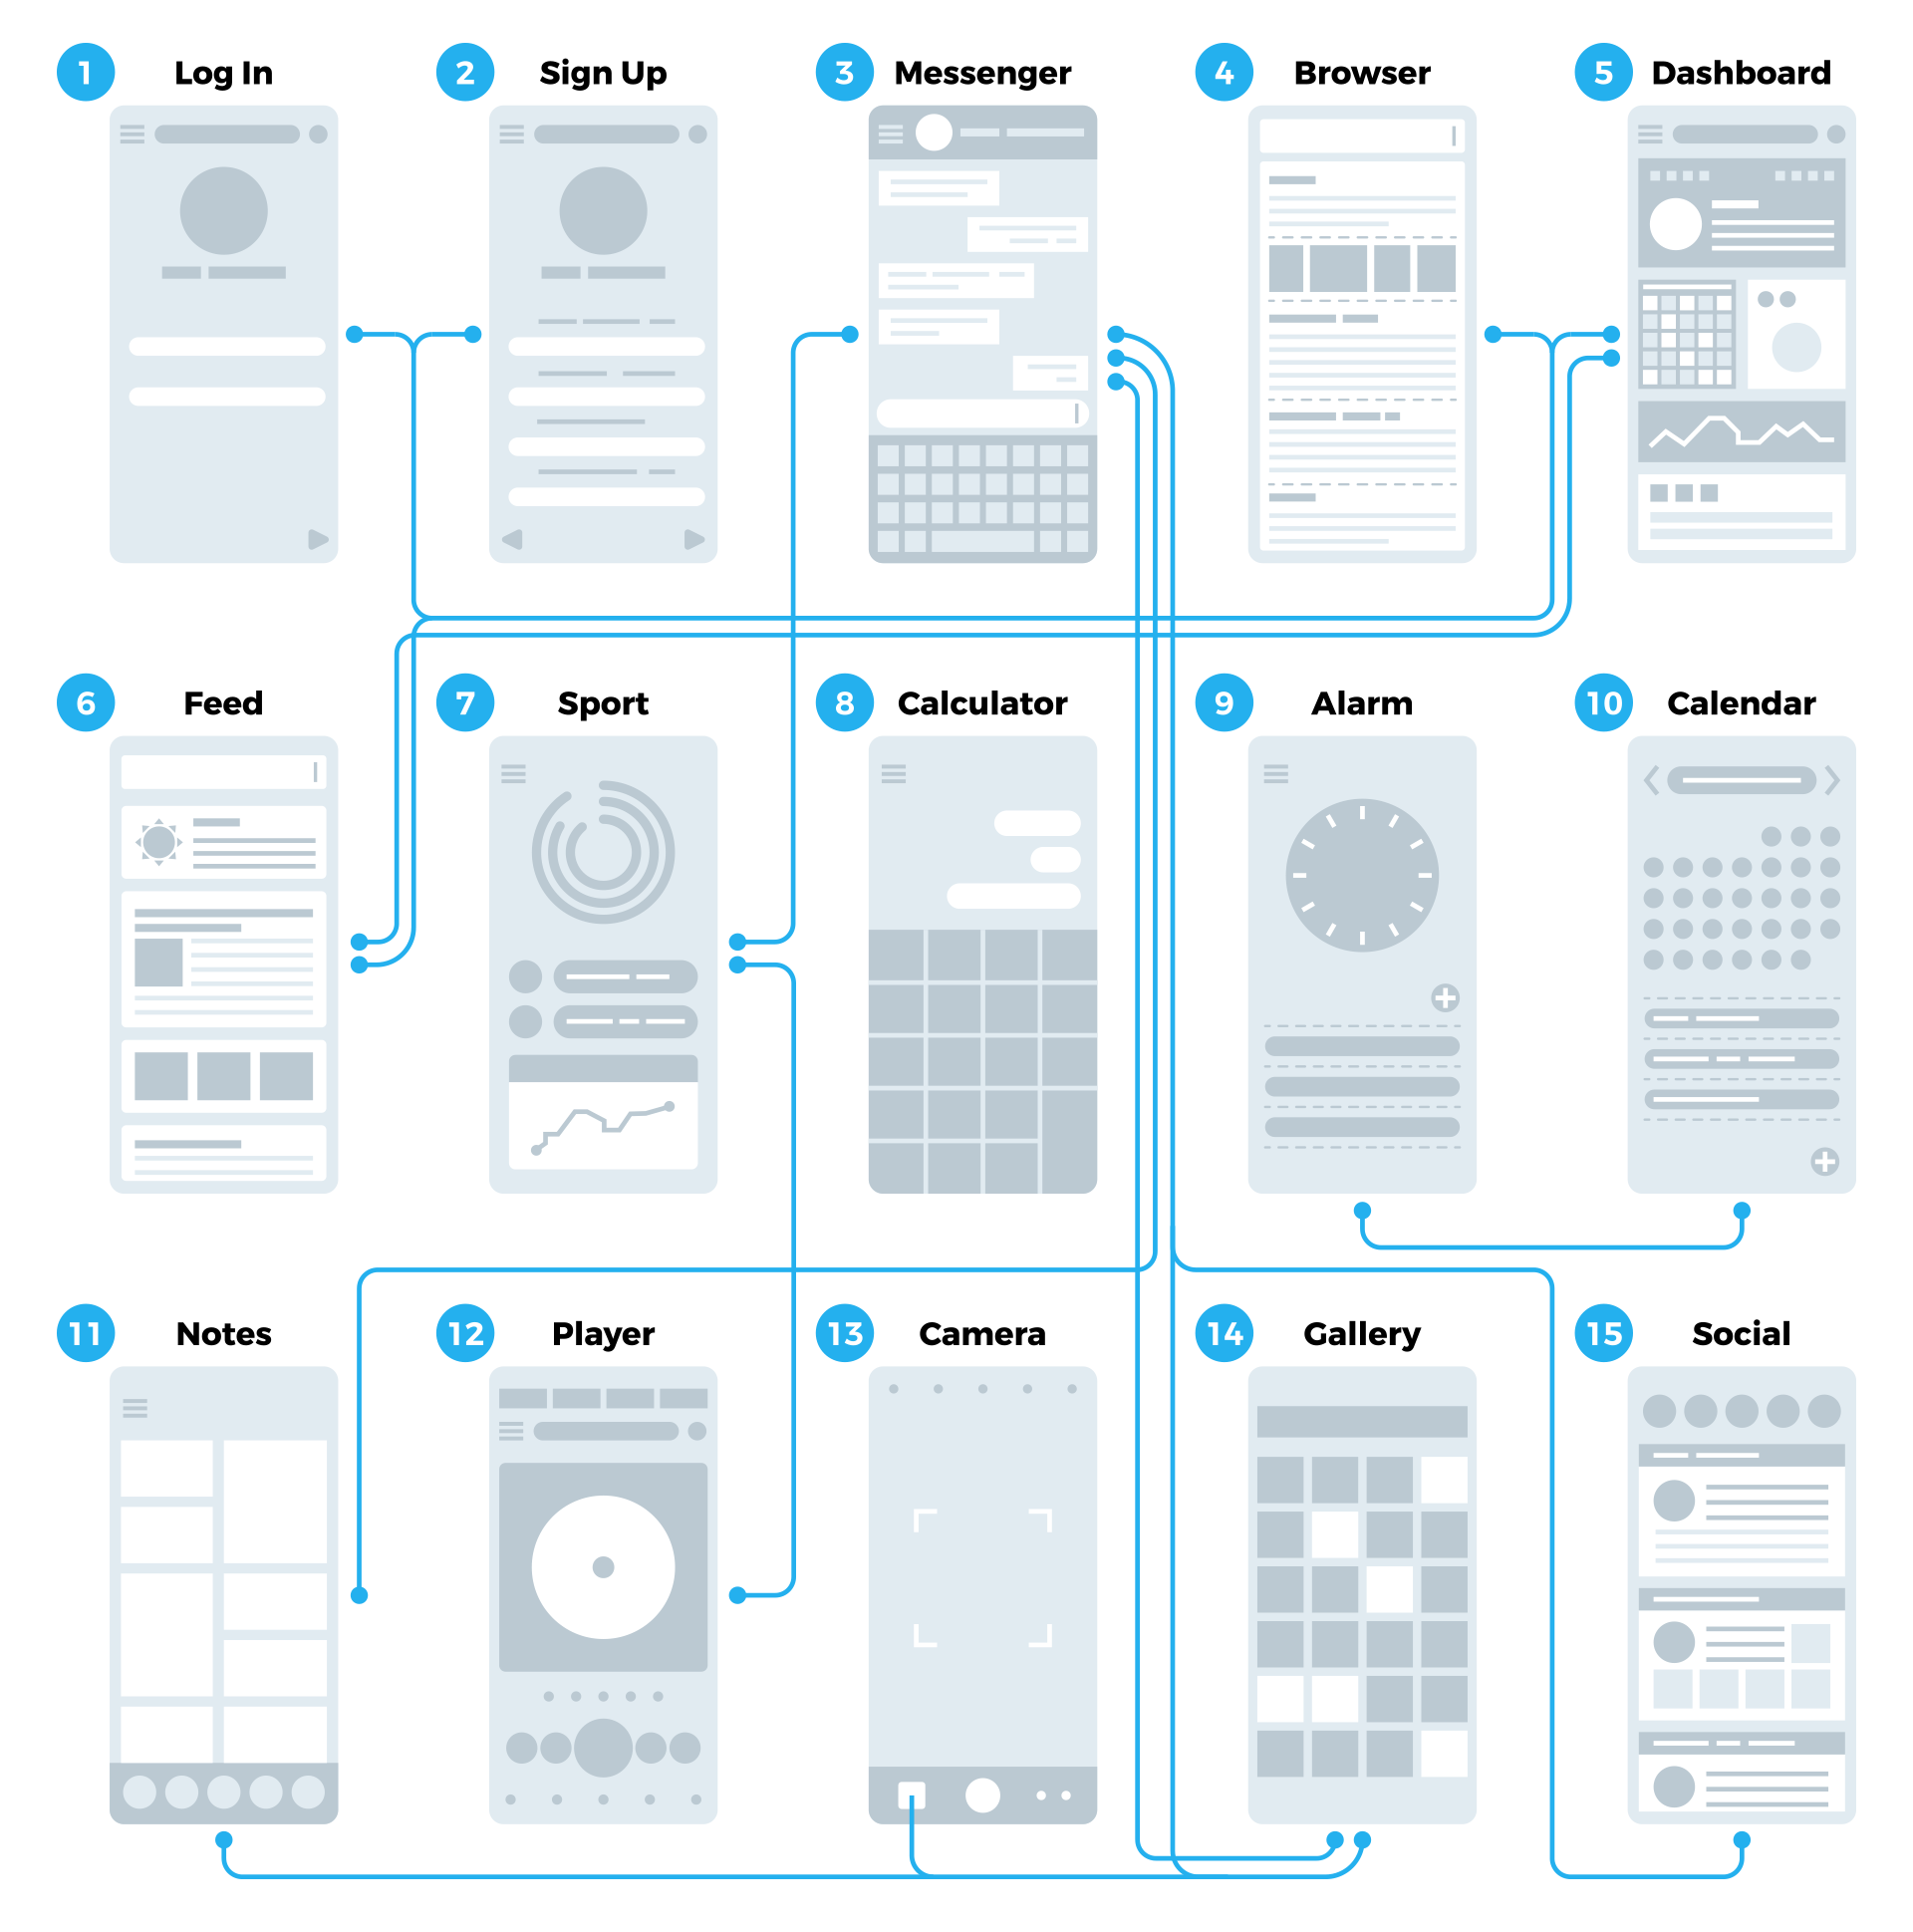 1 Log In
2 Sign Up
3 Messenger
4 Browser
5 Dashboard
6 Feed
7 Sport
8 Calculator
9 Alarm
10 Calendar
11 Notes
12 Player
13 Camera
14 Gallery
15 Social